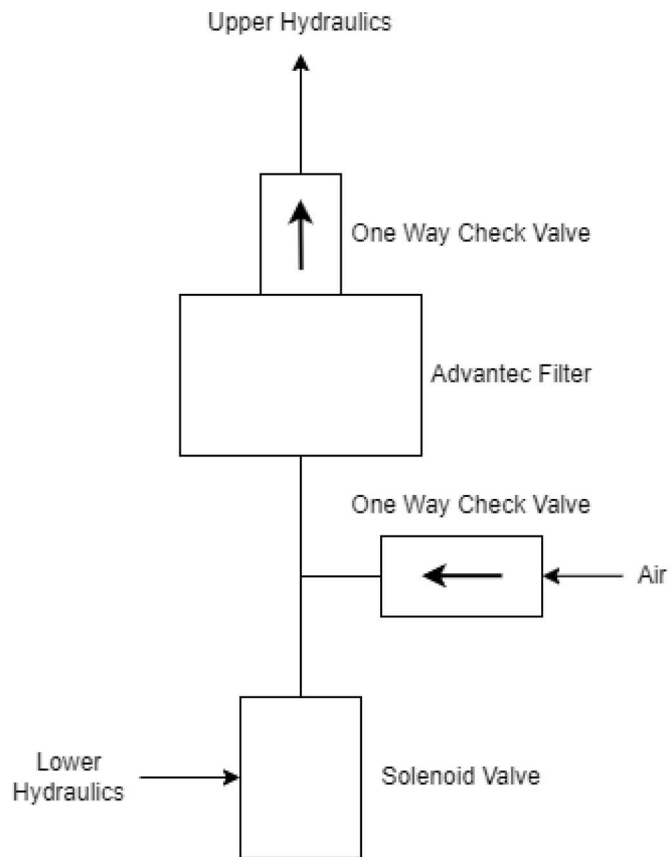 Upper Hydraulics
One Way Check Valve
Advantec Filter
One Way Check Valve
Air
Lower
Hydraulics
Solenoid Valve